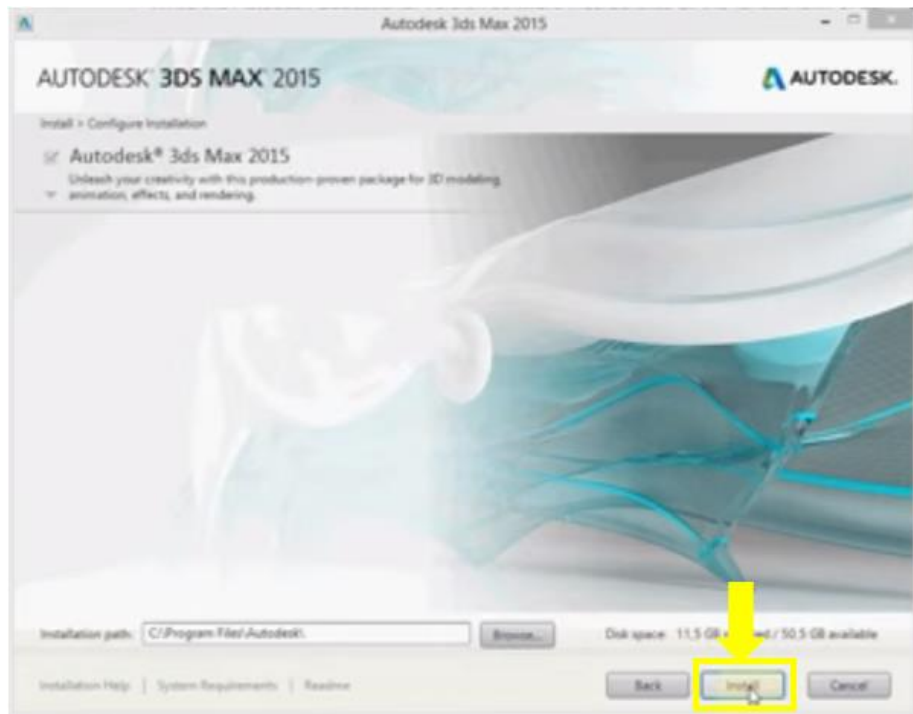 Autodesk 3ds Max 2015
AUTODESK® 3DS MAX® 2015
AUTODESK.
Install > Configure Installation
Autodesk® 3ds Max 2015
Unleash your creativity with this production-proven package for 3D modeling,
animation, effects, and rendering.
Installation path: C:\Program Files\Autodesk\ Browse... Disk space: 11,5 GB / 50,5 GB available
Installation Help | System Requirements | Readme Back Install Cancel